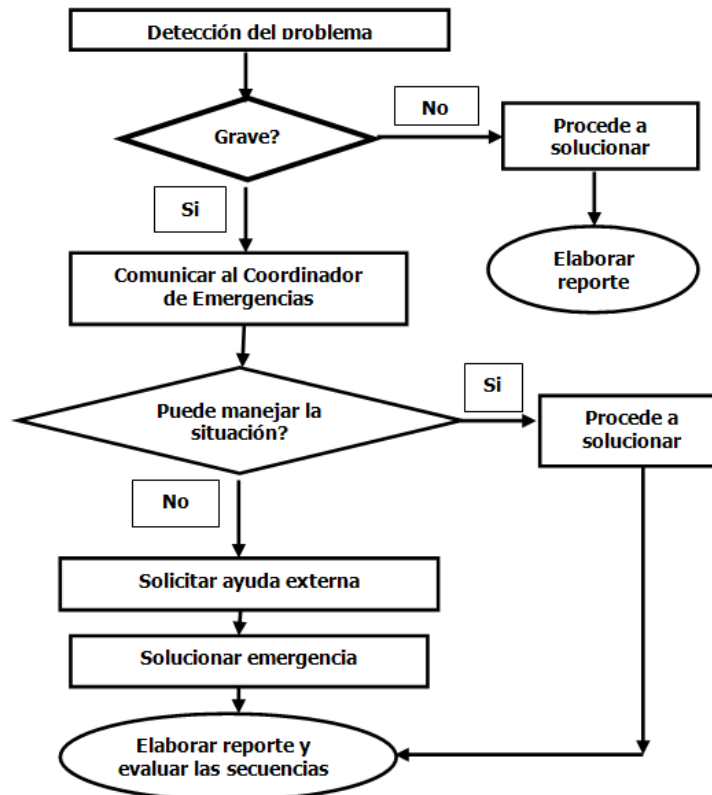 Detección del problema
Grave?
No
Procede a
solucionar
Si
Elaborar
reporte
Comunicar al Coordinador
de Emergencias
Puede manejar la
situación?
Si
Procede a
solucionar
No
Solicitar ayuda externa
Solucionar emergencia
Elaborar reporte y
evaluar las secuencias